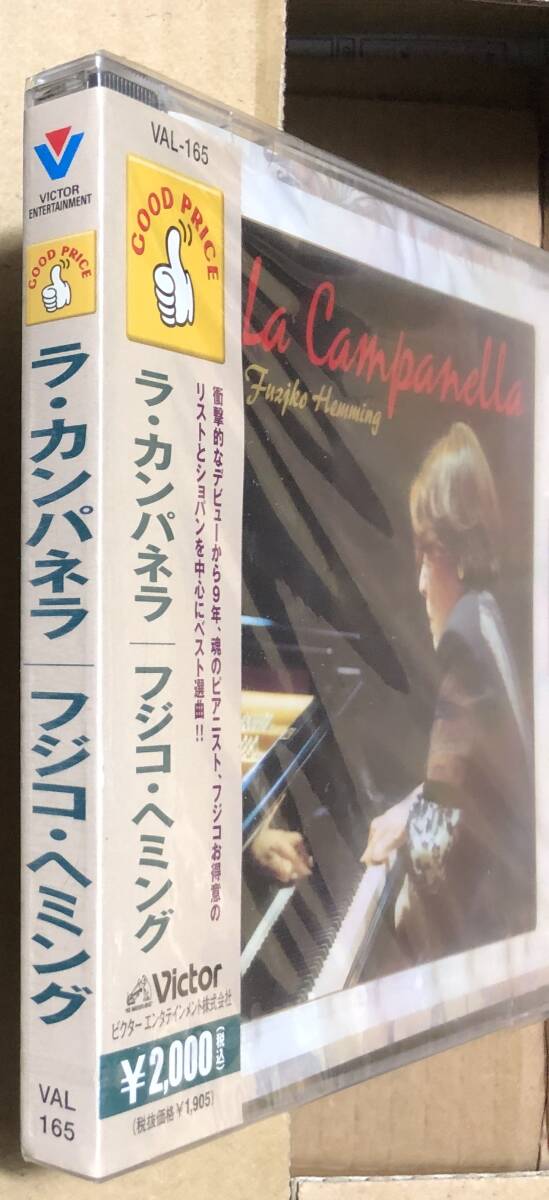 VICTOR
ENTERTAINMENT
GOOD PRICE
ラ・カンパネラ
フジコ・ヘミング
VAL
165
VAL-165
GOOD PRICE
ラ・カンパネラ
フジコ・ヘミング
衝撃的なデビューから9年、魂のピアニスト、フジコお得意の
リストとショパンを中心にベスト選曲!!
Victor
ビクター エンタテインメント株式会社
¥2,000(税込)
(税抜価格¥1,905)
La Campanella
Fuzjko Hemming